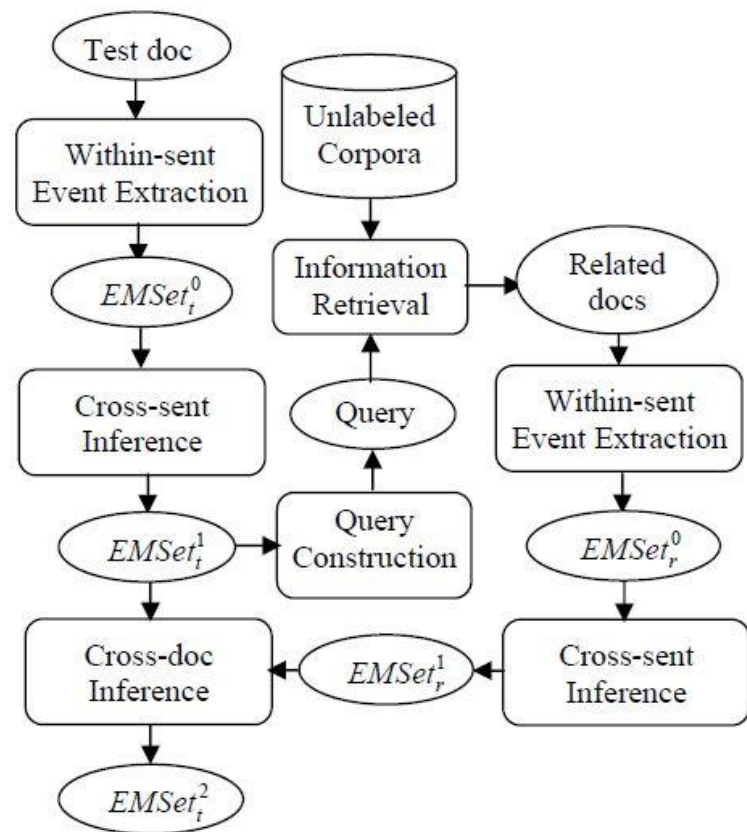 Test doc
Within-sent
Event Extraction
EMSet_t^0
Cross-sent
Inference
EMSet_t^1
Query
Construction
Query
Unlabeled
Corpora
Information
Retrieval
Related
docs
Within-sent
Event Extraction
EMSet_r^0
Cross-sent
Inference
EMSet_r^1
Cross-doc
Inference
EMSet_t^2